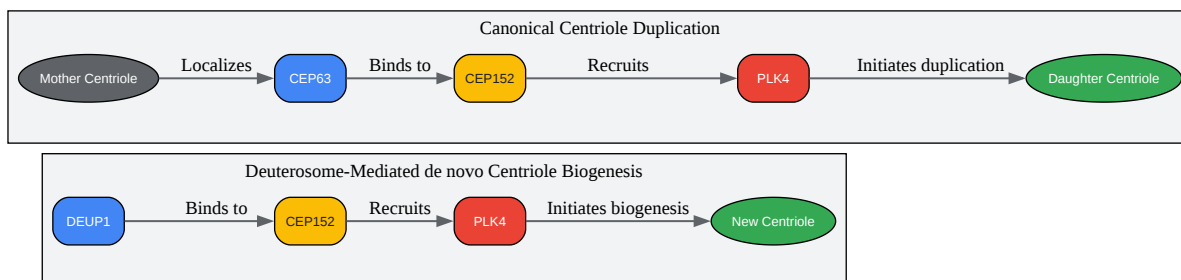 Canonical Centriole Duplication
Mother Centriole
Localizes
CEP63
Binds to
CEP152
Recruits
PLK4
Initiates duplication
Daughter Centriole
Deuterosome-Mediated de novo Centriole Biogenesis
DEUP1
Binds to
CEP152
Recruits
PLK4
Initiates biogenesis
New Centriole